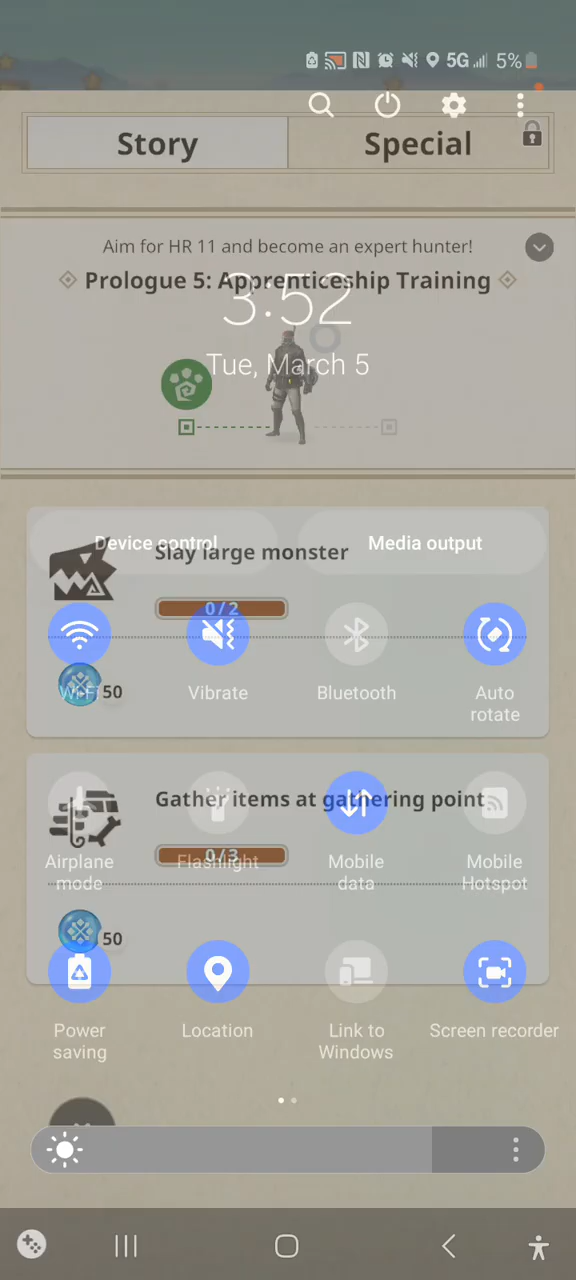 5G 5%
Story Special
Aim for HR 11 and become an expert hunter!
Prologue 5: Apprenticeship Training
3:52
Tue, March 5
Device control Media output
Slay large monster
0/2
Wi-Fi Vibrate Bluetooth Auto rotate
50
Gather items at gathering point
0/3
Airplane mode Flashlight Mobile data Mobile Hotspot
50
Power saving Location Link to Windows Screen recorder